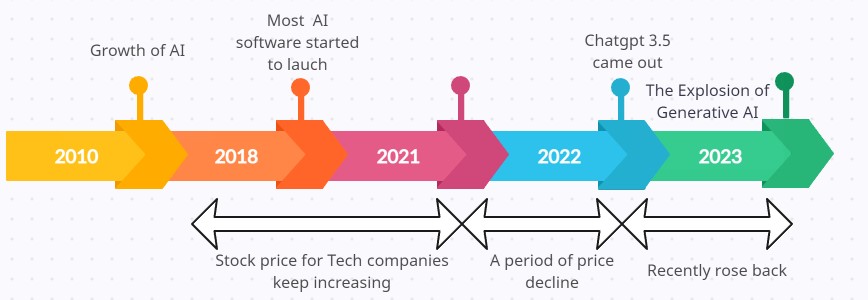 Growth of AI
Most AI
software started
to lauch
Chatgpt 3.5
came out
The Explosion of
Generative AI
2010
2018
2021
2022
2023
Stock price for Tech companies
keep increasing
A period of price
decline
Recently rose back